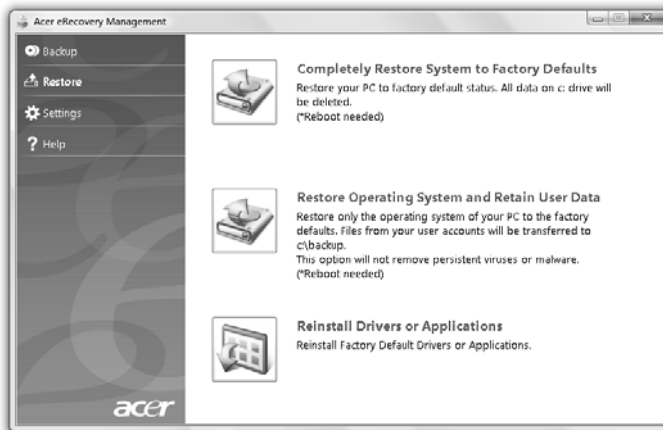 Acer eRecovery Management
Backup
Restore
Settings
Help
Completely Restore System to Factory Defaults
Restore your PC to factory default status. All data on c: drive will
be deleted.
(*Reboot needed)
Restore Operating System and Retain User Data
Restore only the operating system of your PC to the factory
defaults. Files from your user accounts will be transferred to
c:\backup.
This option will not remove persistent viruses or malware.
(*Reboot needed)
Reinstall Drivers or Applications
Reinstall Factory Default Drivers or Applications.
acer